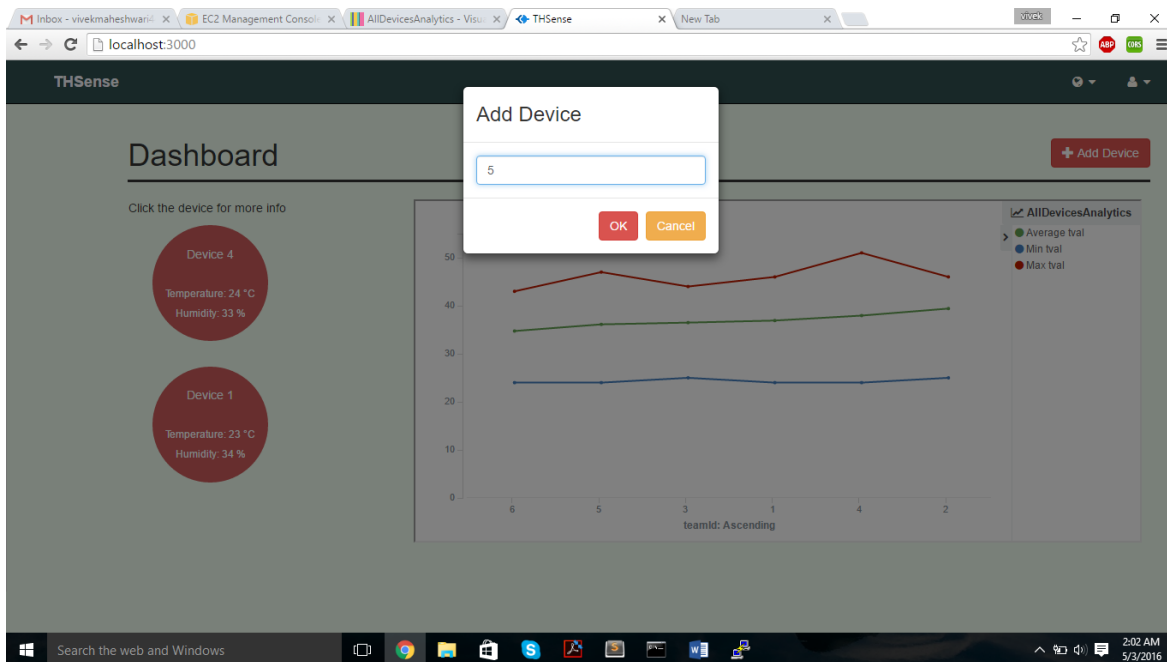 Inbox - vivekmaheshwari4
EC2 Management Console
AllDevicesAnalytics - Visu
THSense
New Tab
vivek
localhost:3000
ABP
CORS
THSense
Add Device
5
OK
Cancel
Dashboard
Add Device
Click the device for more info
Device 4
Temperature: 24 °C
Humidity: 33 %
Device 1
Temperature: 23 °C
Humidity: 34 %
AllDevicesAnalytics
Average tval
Min tval
Max tval
50
40
30
20
10
0
6 5 3 1 4 2
teamId: Ascending
Search the web and Windows
2:02 AM
5/3/2016